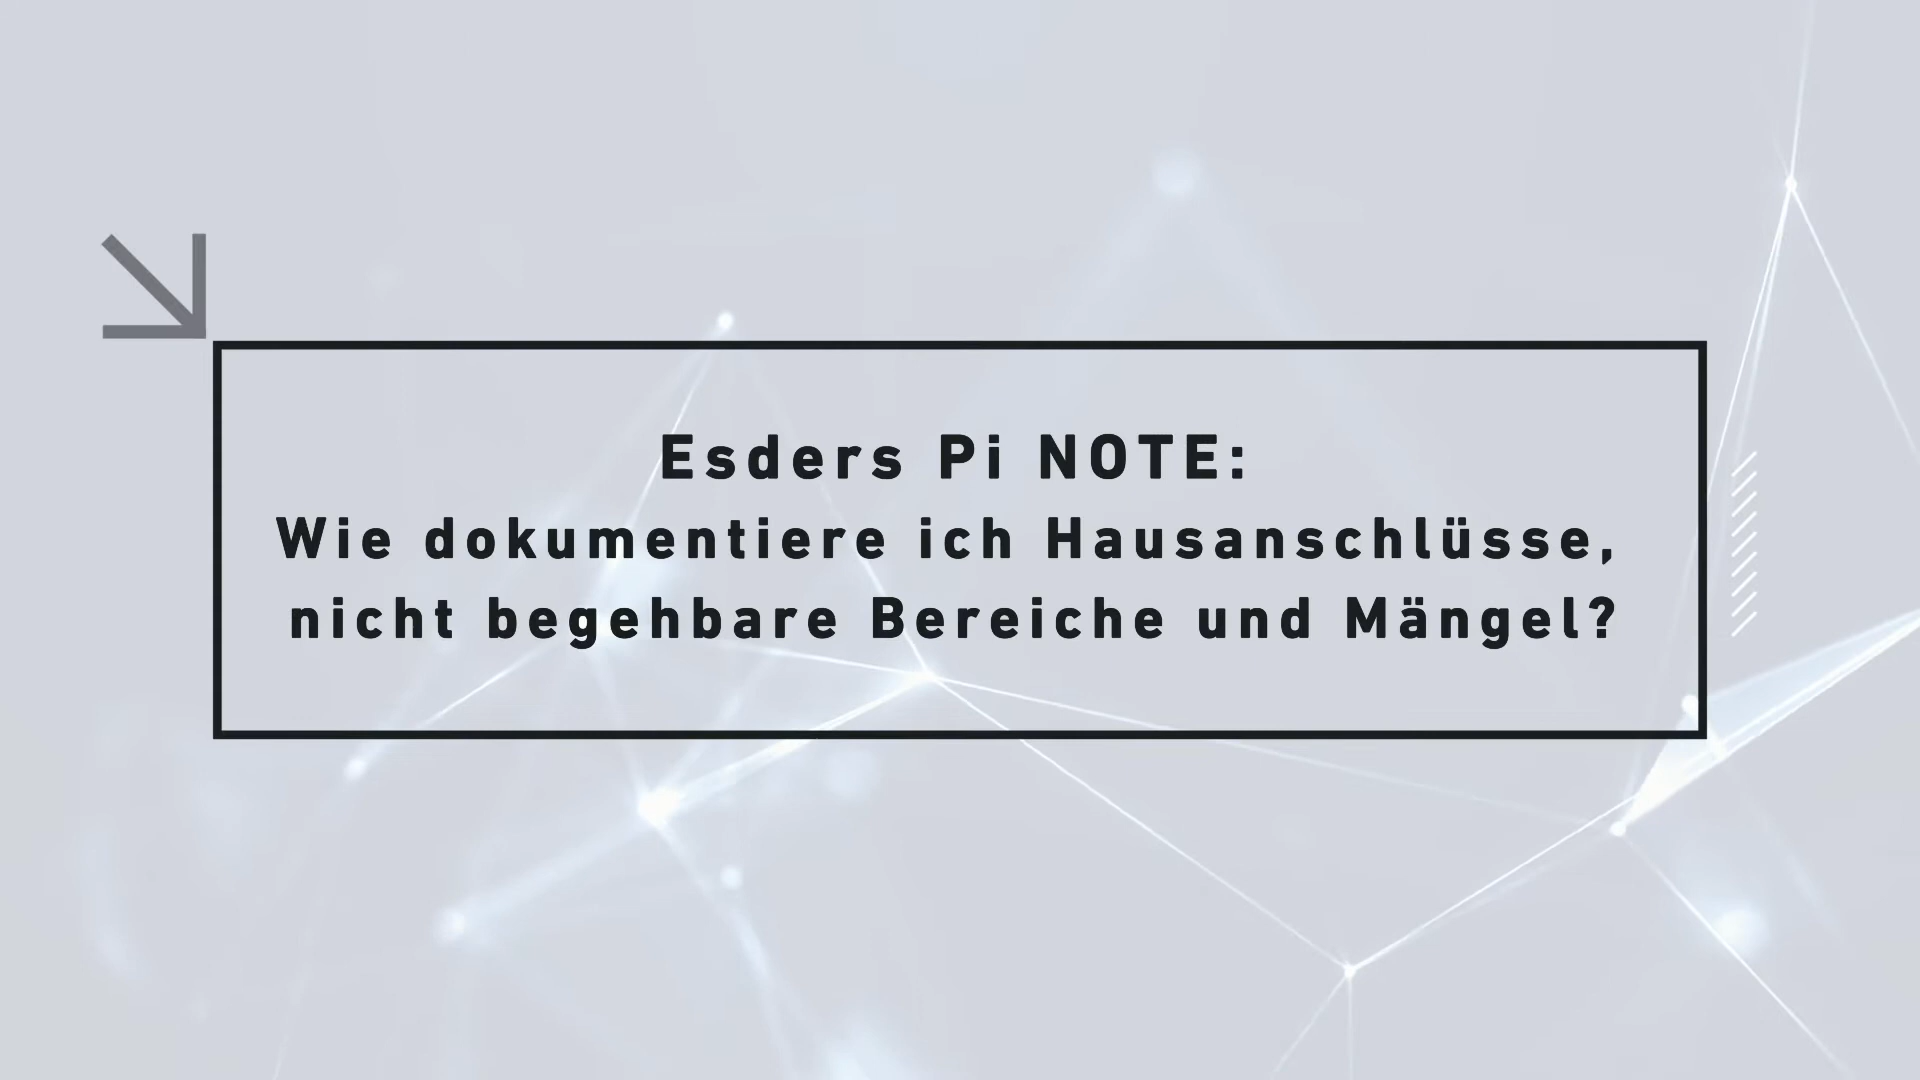 Esders Pi NOTE:
Wie dokumentiere ich Hausanschlüsse,
nicht begehbare Bereiche und Mängel?